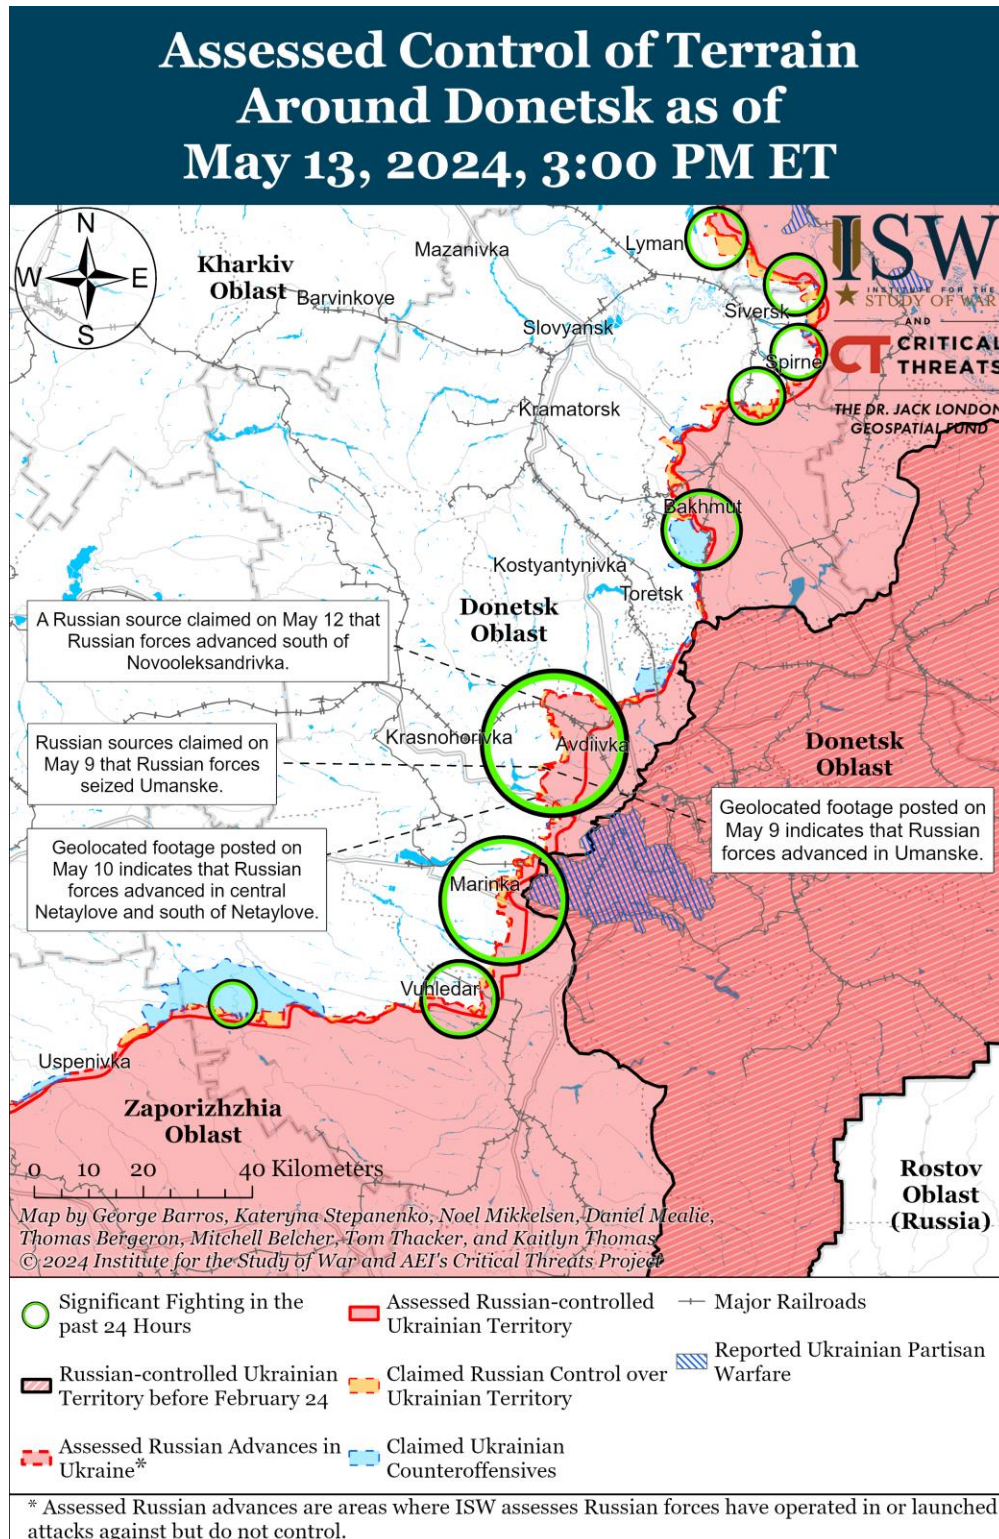 Assessed Control of Terrain
Around Donetsk as of
May 13, 2024, 3:00 PM ET
N
W
E
S
Kharkiv
Oblast
Mazanivka
Lyman
ISW
INSTITUTE FOR THE
STUDY OF WAR
AND
CT CRITICAL
THREATS
THE DR. JACK LONDON
GEOSPATIAL FUND
Barvinkove
Slovyansk
Siversk
Spirne
Kramatorsk
Bakhmut
Kostyantynivka
Toretsk
Donetsk
Oblast
A Russian source claimed on May 12 that
Russian forces advanced south of
Novooleksandrivka.
Krasnohorivka
Avdiivka
Donetsk
Oblast
Russian sources claimed on
May 9 that Russian forces
seized Umanske.
Geolocated footage posted on
May 9 indicates that Russian
forces advanced in Umanske.
Geolocated footage posted on
May 10 indicates that Russian
forces advanced in central
Netaylove and south of Netaylove.
Marinka
Vuhledar
Uspenivka
Zaporizhzhia
Oblast
Rostov
Oblast
(Russia)
0 10 20 40 Kilometers
Map by George Barros, Kateryna Stepanenko, Noel Mikkelsen, Daniel Mealie,
Thomas Bergeron, Mitchell Belcher, Tom Thacker, and Kaitlyn Thomas
© 2024 Institute for the Study of War and AEI's Critical Threats Project
Significant Fighting in the
past 24 Hours
Russian-controlled Ukrainian
Territory before February 24
Assessed Russian Advances in
Ukraine*
Assessed Russian-controlled
Ukrainian Territory
Claimed Russian Control over
Ukrainian Territory
Claimed Ukrainian
Counteroffensives
Major Railroads
Reported Ukrainian Partisan
Warfare
* Assessed Russian advances are areas where ISW assesses Russian forces have operated in or launched
attacks against but do not control.